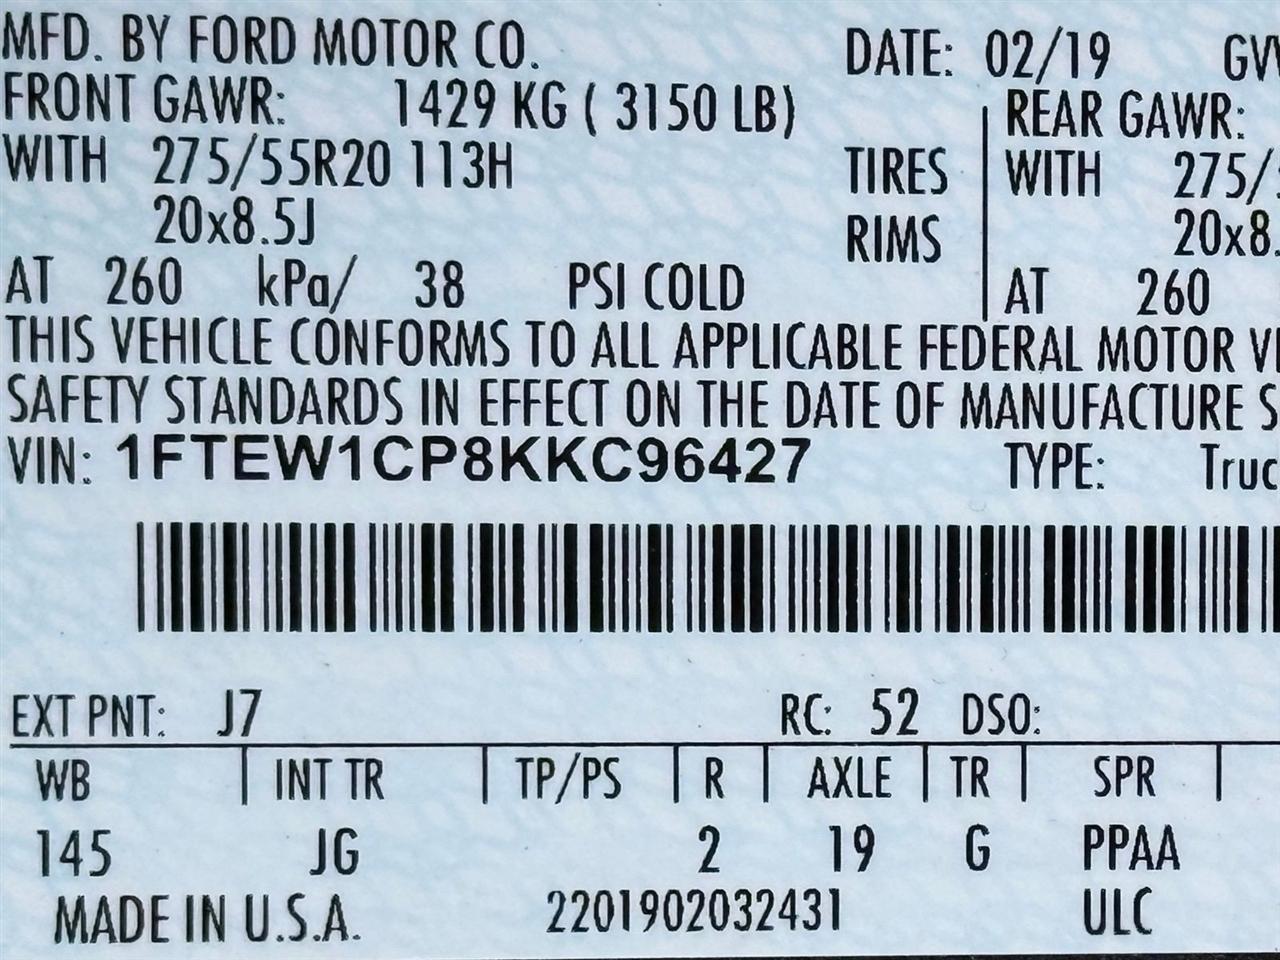 MFD. BY FORD MOTOR CO. DATE: 02/19
FRONT GAWR: 1429 KG ( 3150 LB) REAR GAWR:
WITH 275/55R20 113H TIRES WITH 275/
20x8.5J RIMS 20x8.
AT 260 kPa/ 38 PSI COLD AT 260
THIS VEHICLE CONFORMS TO ALL APPLICABLE FEDERAL MOTOR
SAFETY STANDARDS IN EFFECT ON THE DATE OF MANUFACTURE
VIN: 1FTEW1CP8KKC96427 TYPE: Truc
EXT PNT: J7 RC: 52 DSO:
WB INT TR TP/PS R AXLE TR SPR
145 JG 2 19 G PPAA
MADE IN U.S.A. 2201902032431 ULC